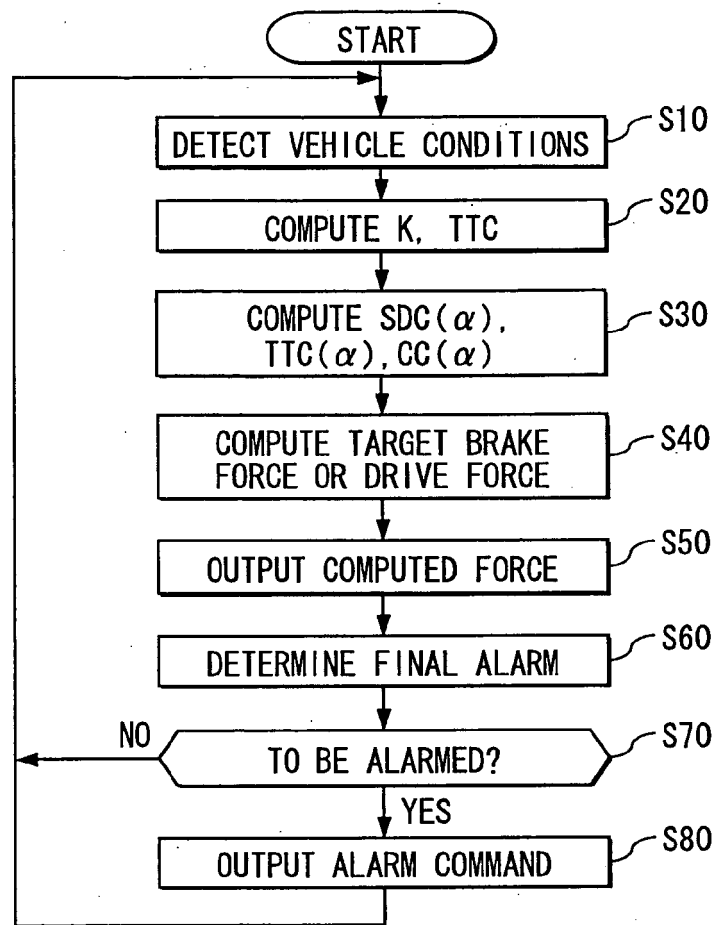 START
DETECT VEHICLE CONDITIONS
S10
COMPUTE K, TTC
S20
COMPUTE SDC(α),
TTC(α), CC(α)
S30
COMPUTE TARGET BRAKE
FORCE OR DRIVE FORCE
S40
OUTPUT COMPUTED FORCE
S50
DETERMINE FINAL ALARM
S60
NO
TO BE ALARMED?
S70
YES
OUTPUT ALARM COMMAND
S80